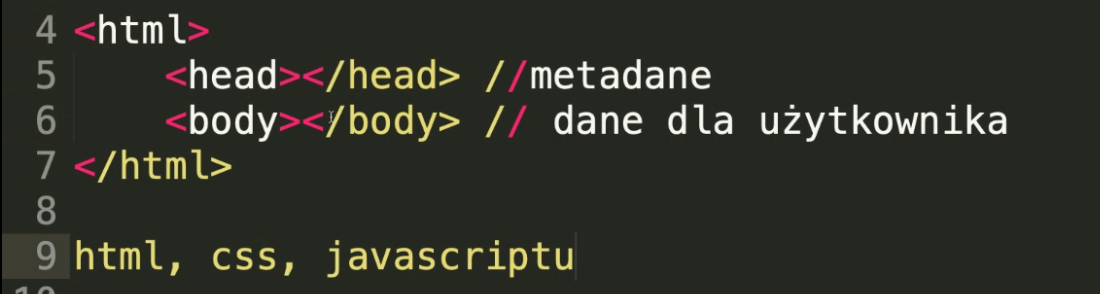 4 <html>
5 <head></head> //metadane
6 <body></body> // dane dla użytkownika
7 </html>
8
9 html, css, javascriptu
10